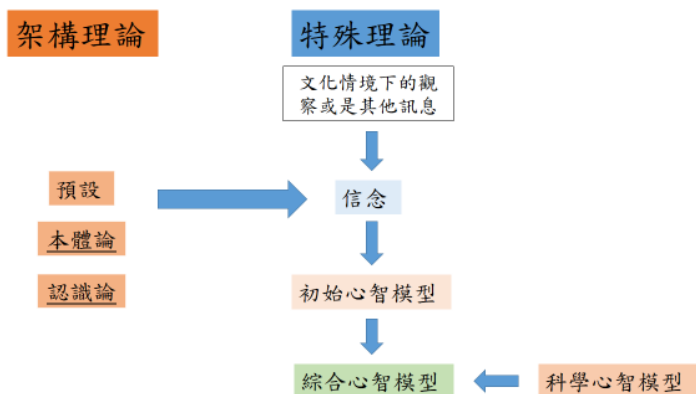 架構理論
特殊理論
文化情境下的觀
察或是其他訊息
預設
信念
本體論
認識論
初始心智模型
綜合心智模型
科學心智模型